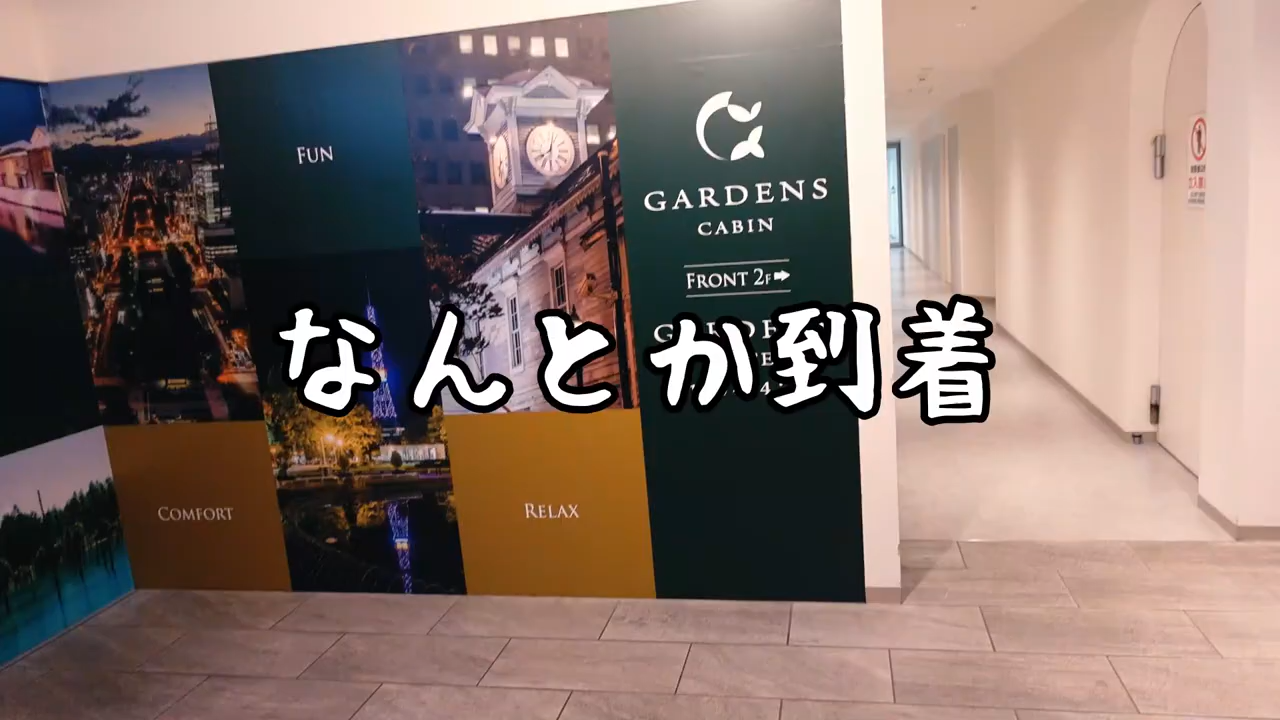 FUN
GARDENS
CABIN
FRONT 2F➡
なんとか到着
COMFORT
RELAX